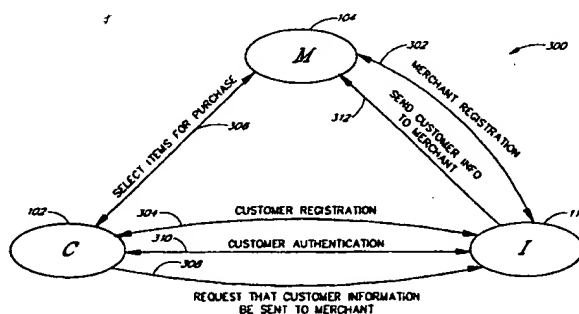 104
M
302
300
MERCHANT REGISTRATION
SEND CUSTOMER INFO
TO MERCHANT
312
SELECT ITEMS FOR PURCHASE
306
102
C
304
CUSTOMER REGISTRATION
310
CUSTOMER AUTHENTICATION
308
REQUEST THAT CUSTOMER INFORMATION
BE SENT TO MERCHANT
I